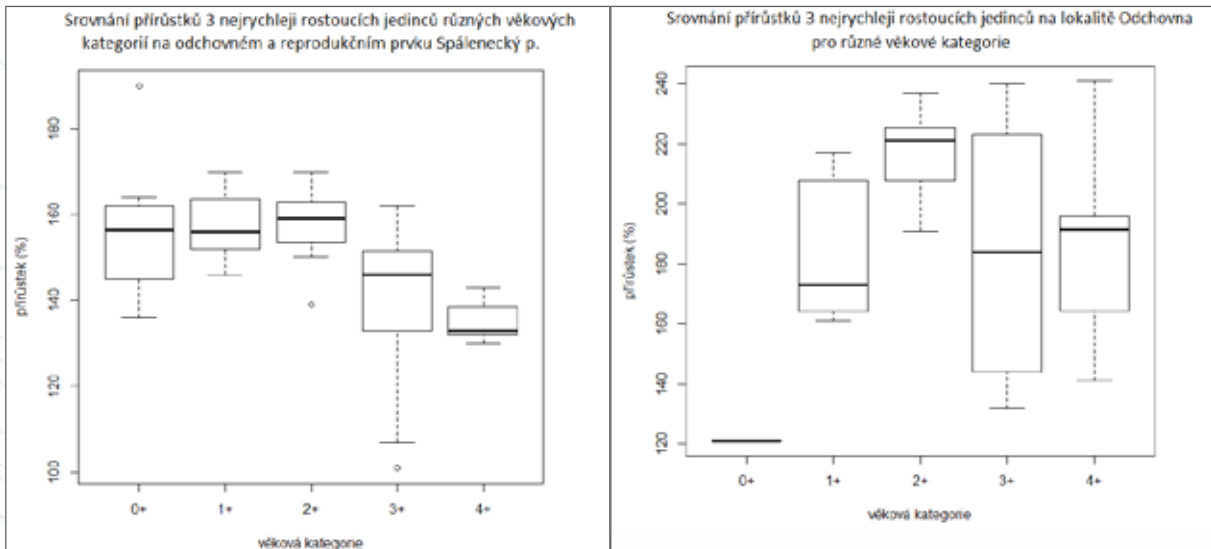 Srovnání přírůstků 3 nejrychleji rostoucích jedinců různých věkových
kategorií na odchovném a reprodukčním prvku Spálenecký p.
přírůstek (%)
180
160
140
120
100
0+ 1+ 2+ 3+ 4+
věková kategorie
Srovnání přírůstků 3 nejrychleji rostoucích jedinců na lokalitě Odchovna
pro různé věkové kategorie
přírůstek (%)
240
220
200
180
160
140
120
0+ 1+ 2+ 3+ 4+
věková kategorie